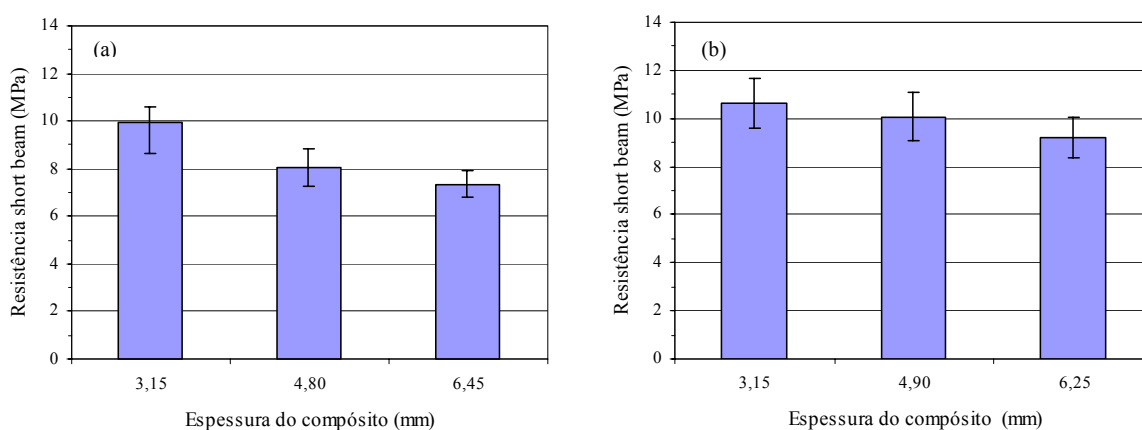 (a)
Resistência short beam (MPa)
14
12
10
8
6
4
2
0
3,15 4,80 6,45
Espessura do compósito (mm)
(b)
Resistência short beam (MPa)
14
12
10
8
6
4
2
0
3,15 4,90 6,25
Espessura do compósito (mm)